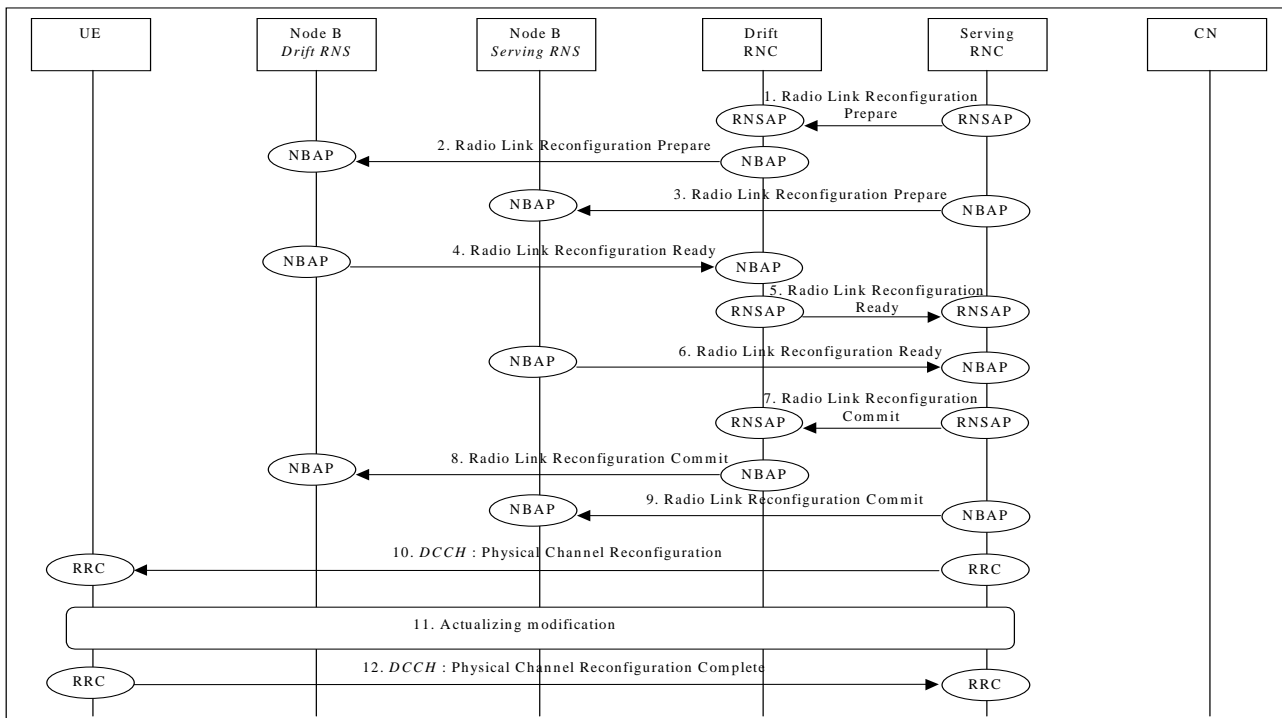 UE
Node B
Drift RNS
Node B
Serving RNS
Drift
RNC
Serving
RNC
CN
1. Radio Link Reconfiguration
Prepare
RNSAP
RNSAP
2. Radio Link Reconfiguration Prepare
NBAP
NBAP
3. Radio Link Reconfiguration Prepare
NBAP
NBAP
4. Radio Link Reconfiguration Ready
NBAP
NBAP
5. Radio Link Reconfiguration
Ready
RNSAP
RNSAP
6. Radio Link Reconfiguration Ready
NBAP
NBAP
7. Radio Link Reconfiguration
Commit
RNSAP
RNSAP
8. Radio Link Reconfiguration Commit
NBAP
NBAP
9. Radio Link Reconfiguration Commit
NBAP
NBAP
10. DCCH : Physical Channel Reconfiguration
RRC
RRC
11. Actualizing modification
12. DCCH : Physical Channel Reconfiguration Complete
RRC
RRC